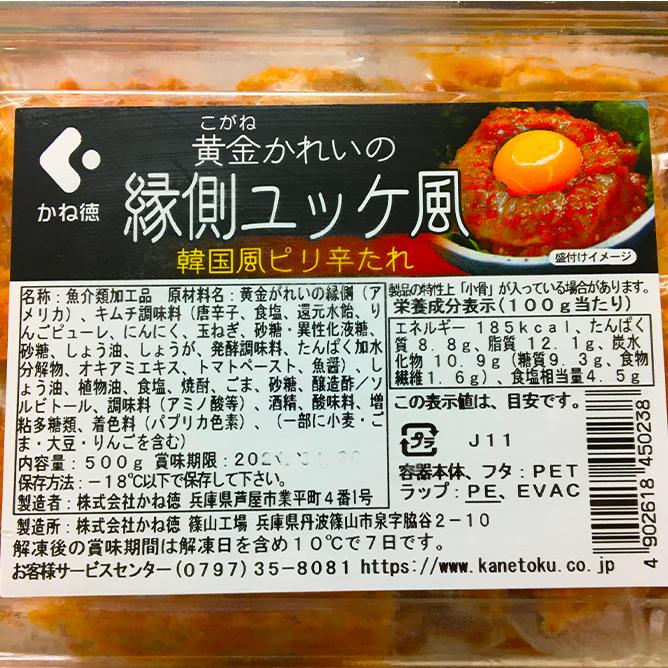 こがね
黄金かれいの
縁側ユッケ風
韓国風ピリ辛たれ
かね徳
盛付けイメージ
名称：魚介類加工品　原材料名：黄金がれいの縁側（ア
メリカ）、キムチ調味料（唐辛子、食塩、還元水飴、り
んごピューレ、にんにく、玉ねぎ、砂糖・異性化液糖、
砂糖、しょう油、しょうが、発酵調味料、たんぱく加水
分解物、オキアミエキス、トマトペースト、魚醤）、し
ょう油、植物油、食塩、焼酎、ごま、砂糖、醸造酢／ソ
ルビトール、調味料（アミノ酸等）、酒精、酸味料、増
粘多糖類、着色料（パプリカ色素）、（一部に小麦・ご
ま・大豆・りんごを含む）
内容量：500g 賞味期限：
保存方法：－18℃以下で保存して下さい。
製造者：株式会社かね徳 兵庫県芦屋市業平町4番1号
製造所：株式会社かね徳 篠山工場 兵庫県丹波篠山市泉字脇谷2－10
解凍後の賞味期間は解凍日を含め10℃で7日です。
お客様サービスセンター(0797)35-8081 https://www.kanetoku.co.jp
製品の特性上「小骨」が入っている場合があります。
栄養成分表示（100g当たり）
エネルギー 185kcal、たんぱく
質 8.8g、脂質 12.1g、炭水
化物 10.9g（糖質9.3g、食物
繊維1.6g）、食塩相当量4.5g
この表示値は、目安です。
タラ J11
容器本体、フタ：PET
ラップ：PE、EVAC
4902618450238